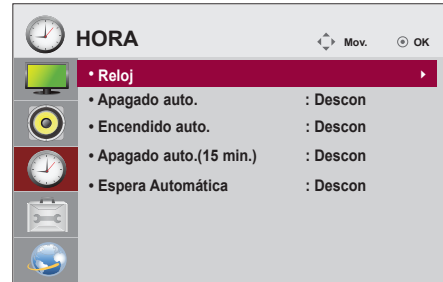 HORA
Mov. OK
• Reloj
• Apagado auto. : Descon
• Encendido auto. : Descon
• Apagado auto.(15 min.) : Descon
• Espera Automática : Descon